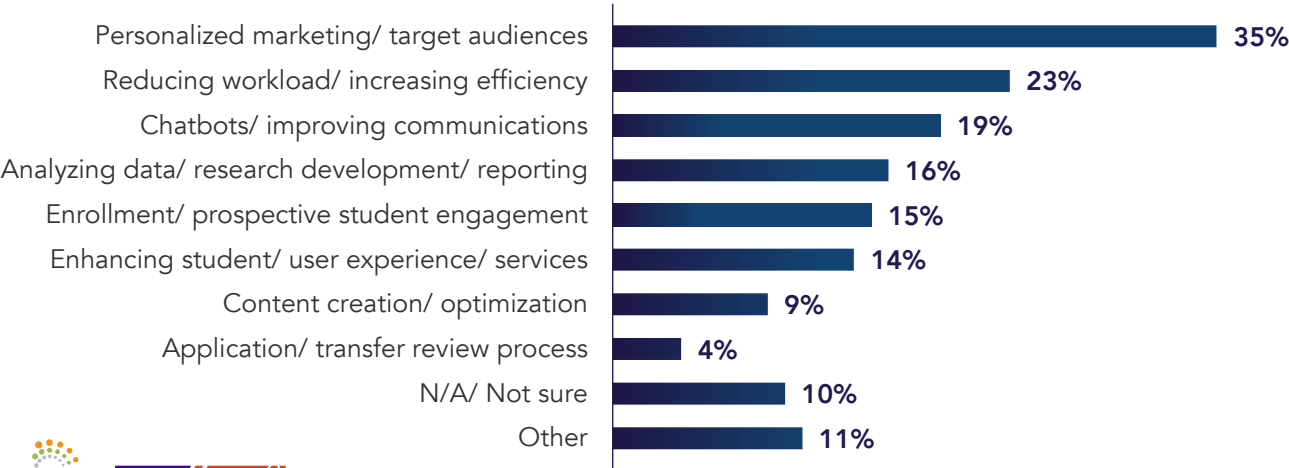 Personalized marketing/ target audiences 35%
Reducing workload/ increasing efficiency 23%
Chatbots/ improving communications 19%
Analyzing data/ research development/ reporting 16%
Enrollment/ prospective student engagement 15%
Enhancing student/ user experience/ services 14%
Content creation/ optimization 9%
Application/ transfer review process 4%
N/A/ Not sure 10%
Other 11%